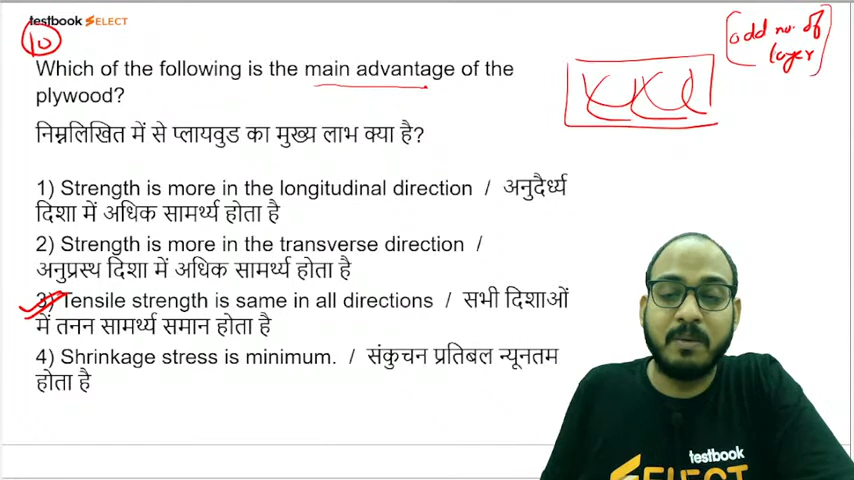 testbook SELECT
10
odd no. of
layer
Which of the following is the main advantage of the
plywood?
निम्नलिखित में से प्लायवुड का मुख्य लाभ क्या है?
1) Strength is more in the longitudinal direction / अनुदैर्ध्य
दिशा में अधिक सामर्थ्य होता है
2) Strength is more in the transverse direction /
अनुप्रस्थ दिशा में अधिक सामर्थ्य होता है
3) Tensile strength is same in all directions / सभी दिशाओं
में तनन सामर्थ्य समान होता है
4) Shrinkage stress is minimum. / संकुचन प्रतिबल न्यूनतम
होता है
testbook
SELECT